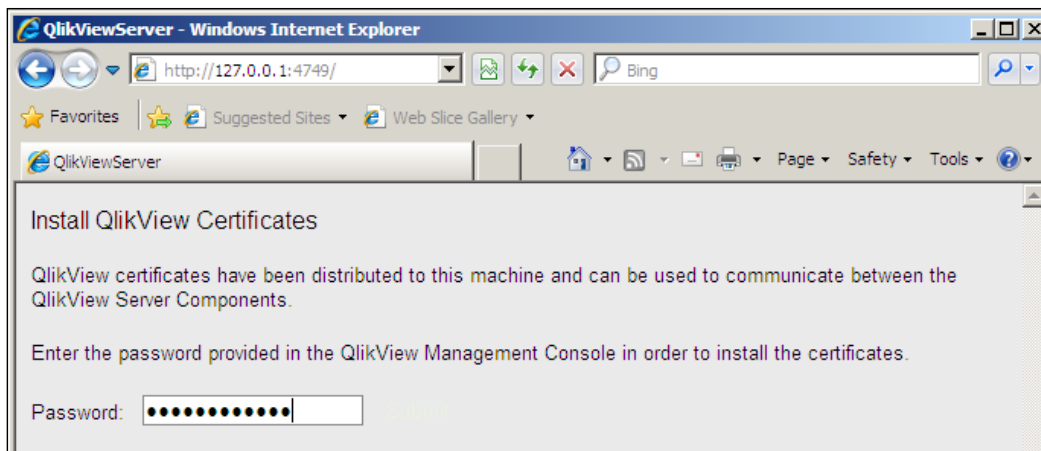 QlikViewServer - Windows Internet Explorer
http://127.0.0.1:4749/
Bing
Favorites
Suggested Sites
Web Slice Gallery
QlikViewServer
Page
Safety
Tools
Install QlikView Certificates
QlikView certificates have been distributed to this machine and can be used to communicate between the
QlikView Server Components.
Enter the password provided in the QlikView Management Console in order to install the certificates.
Password: ●●●●●●●●●●●●